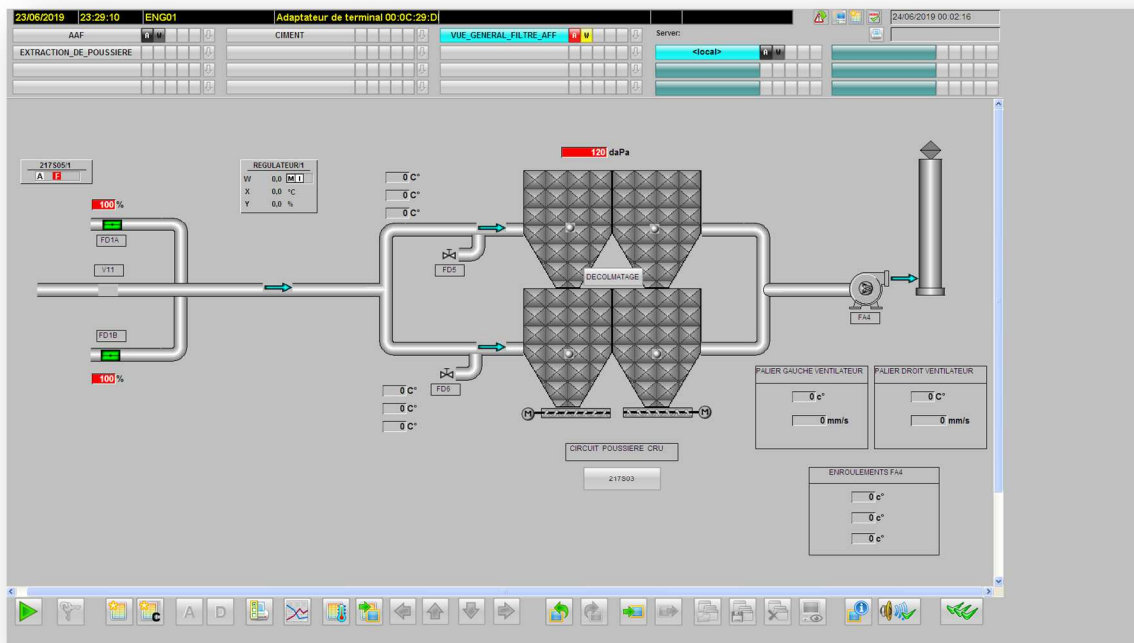 23/06/2019 23:29:10 ENG01 Adaptateur de terminal 00:0C:29:D
24/06/2019 00:02:16
AAF A W CIMENT VUE_GENERAL_FILTRE_AFF A W Server:
EXTRACTION_DE_POUSSIERE <local> A W
120 daPa
217S05/1
A F
REGULATEUR/1
W 0,0 M I
X 0,0 °C
Y 0,0 %
0 C°
0 C°
0 C°
100 %
FD1A
V11
FD5
DECOLMATAGE
FA4
FD1B
100 %
FD6
0 C°
0 C°
0 C°
M M
PALIER GAUCHE VENTILATEUR
0 c°
0 mm/s
PALIER DROIT VENTILATEUR
0 C°
0 mm/s
CIRCUIT POUSSIERE CRU
217S03
ENROULEMENTS FA4
0 c°
0 c°
0 c°
C A D